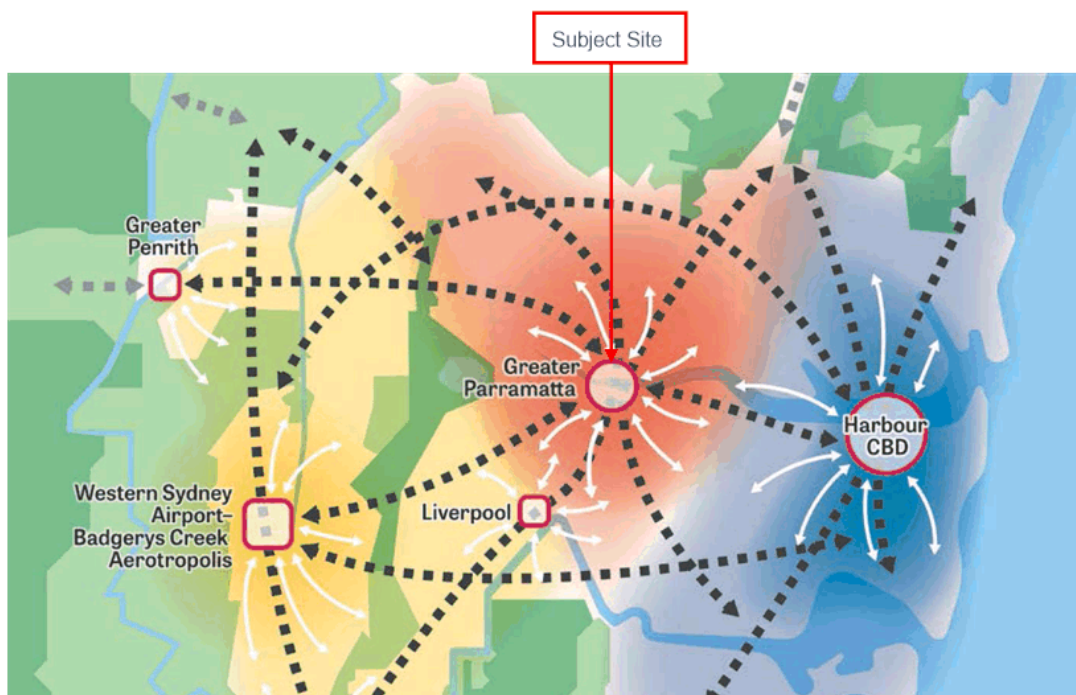 Subject Site
Greater
Penrith
Greater
Parramatta
Harbour
CBD
Western Sydney
Airport–
Badgerys Creek
Aerotropolis
Liverpool